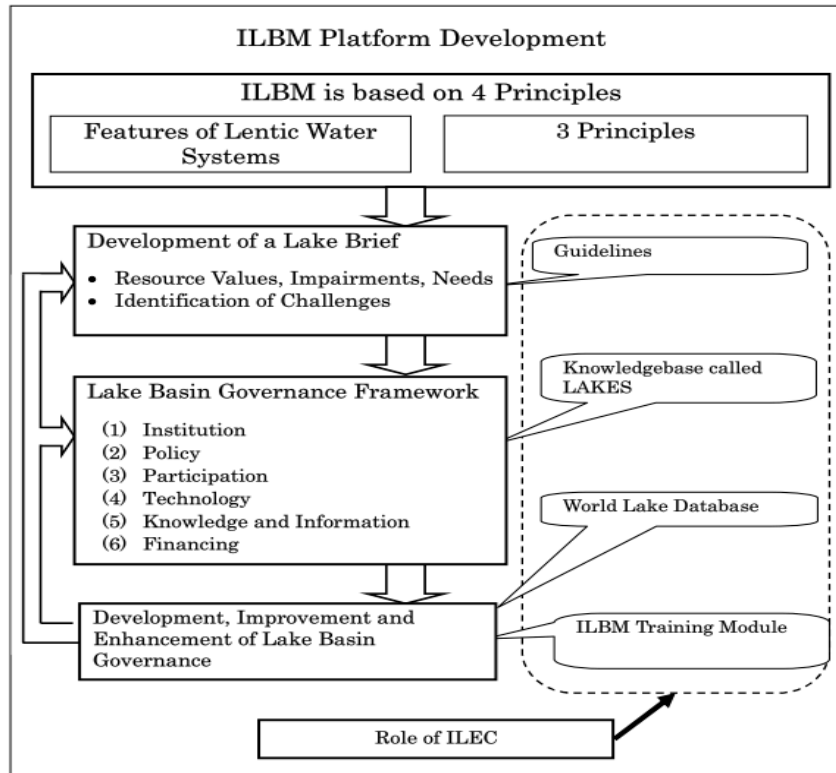 ILBM Platform Development
ILBM is based on 4 Principles
Features of Lentic Water
Systems
3 Principles
Development of a Lake Brief
• Resource Values, Impairments, Needs
• Identification of Challenges
Guidelines
Lake Basin Governance Framework
(1) Institution
(2) Policy
(3) Participation
(4) Technology
(5) Knowledge and Information
(6) Financing
Knowledgebase called
LAKES
World Lake Database
Development, Improvement and
Enhancement of Lake Basin
Governance
ILBM Training Module
Role of ILEC